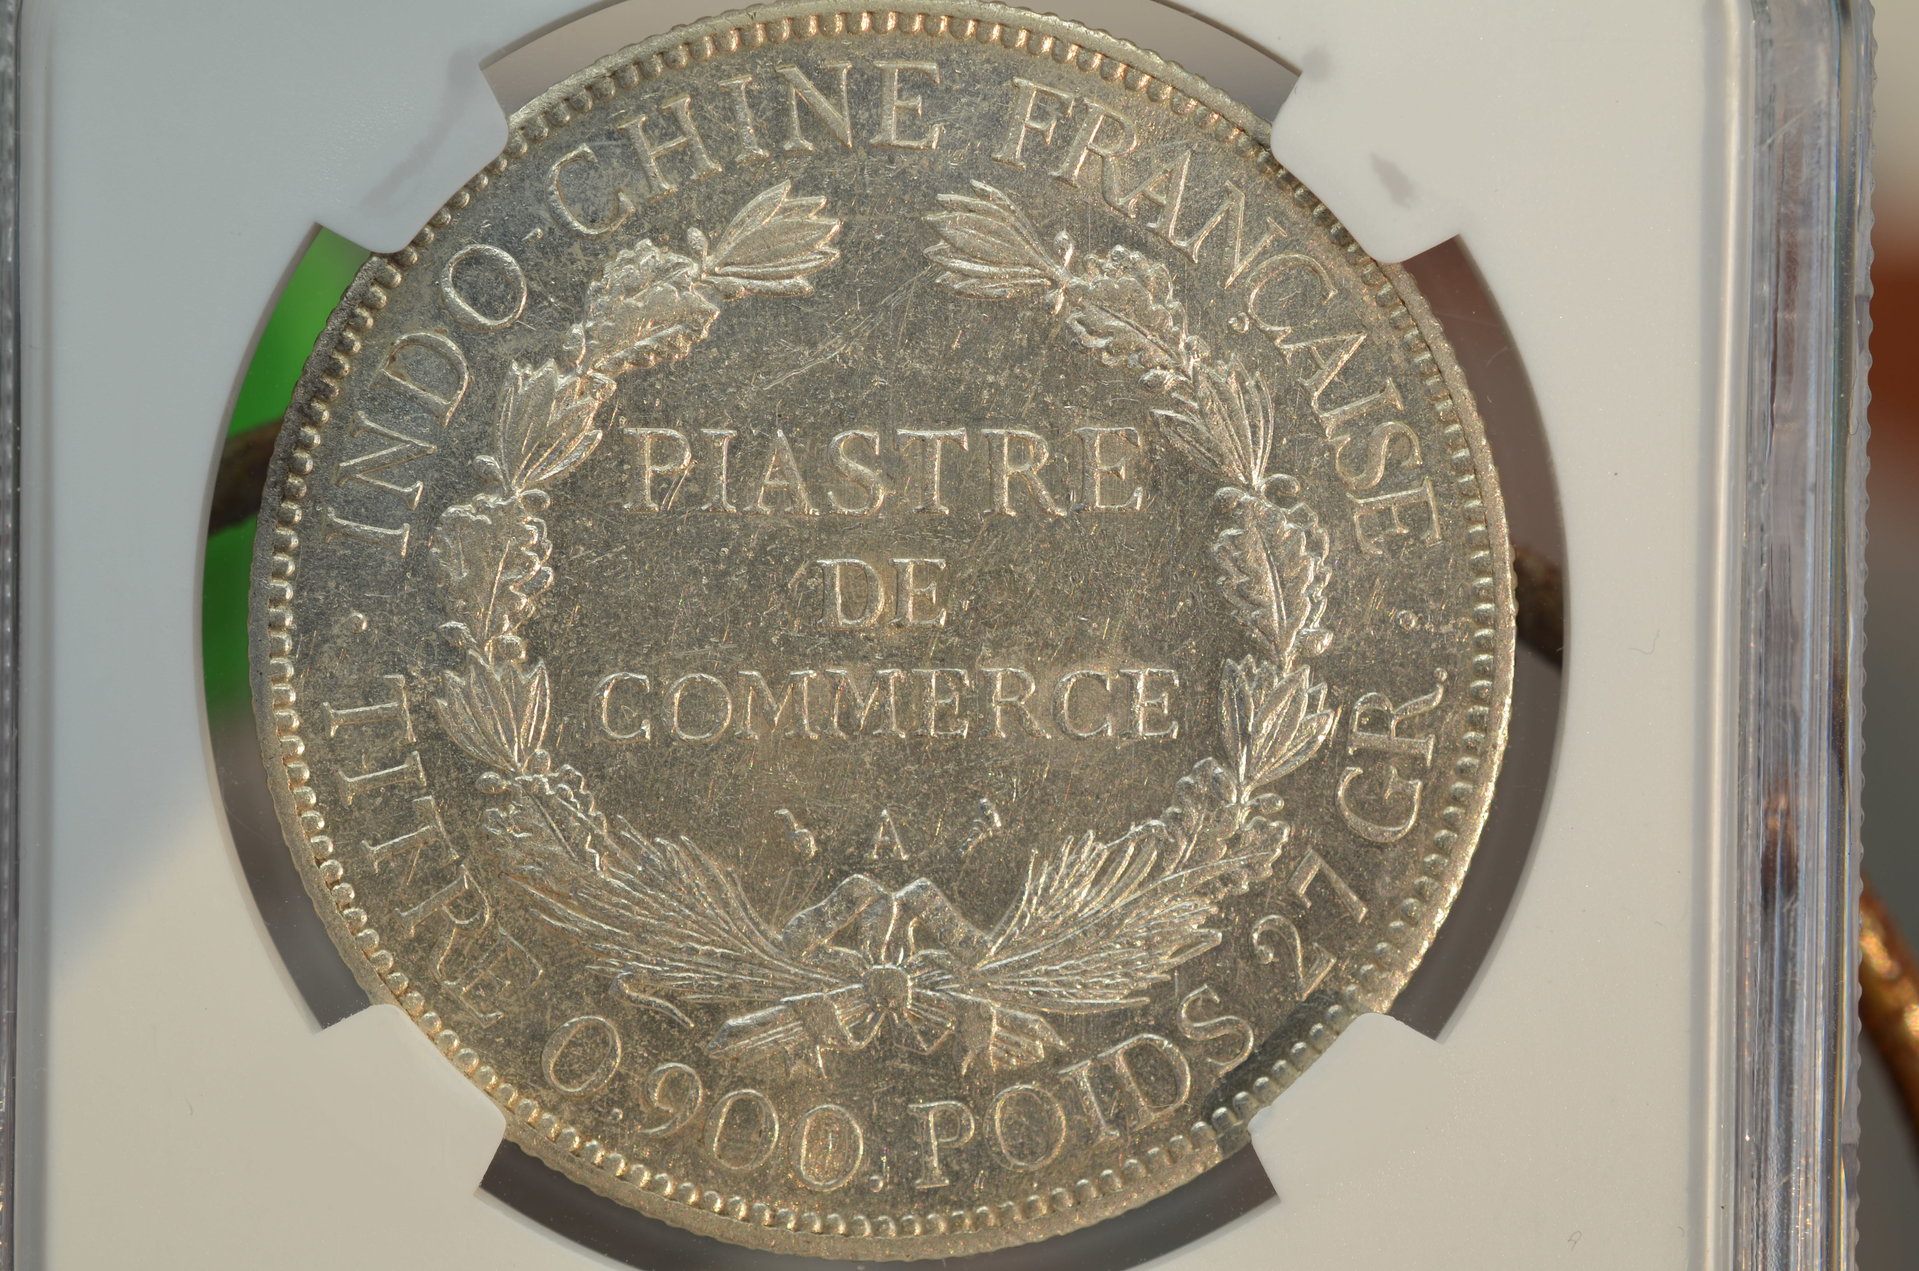 INDO-CHINE FRANÇAISE
PIASTRE
DE
COMMERCE
A
TITRE 0,900. POIDS 27 GR.